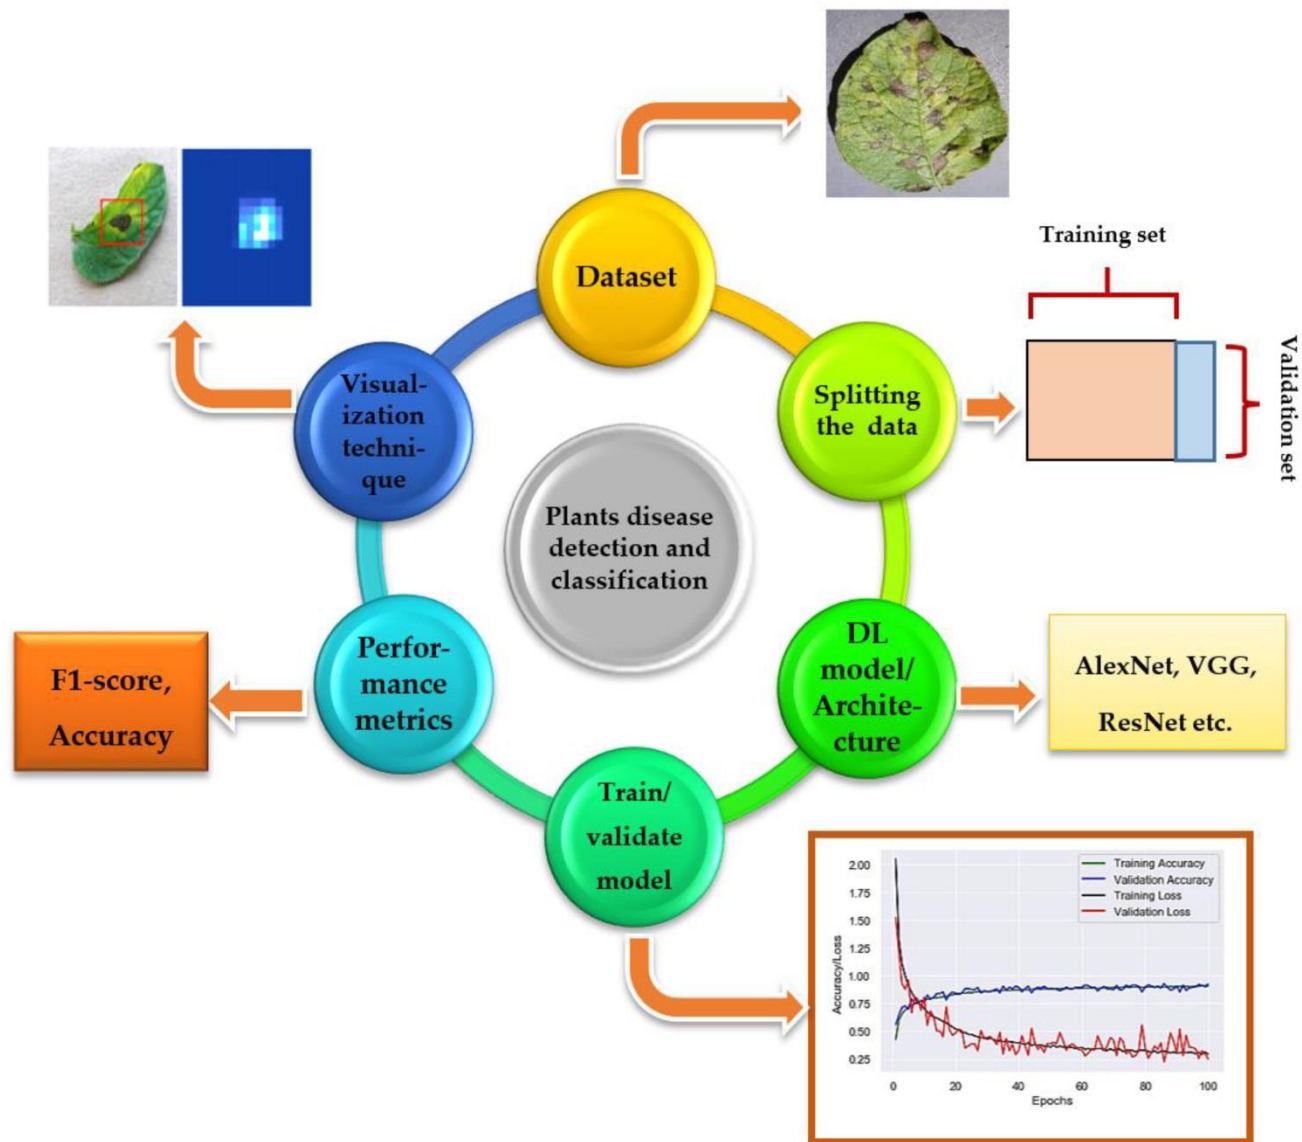 Dataset
Training set
Validation set
Splitting
the data
Visual-
ization
techni-
que
Plants disease
detection and
classification
DL
model/
Archite-
cture
AlexNet, VGG,
ResNet etc.
Perfor-
mance
metrics
F1-score,
Accuracy
Train/
validate
model
Training Accuracy
Validation Accuracy
Training Loss
Validation Loss
Accuracy/Loss
2.00
1.75
1.50
1.25
1.00
0.75
0.50
0.25
0
20
40
60
80
100
Epochs